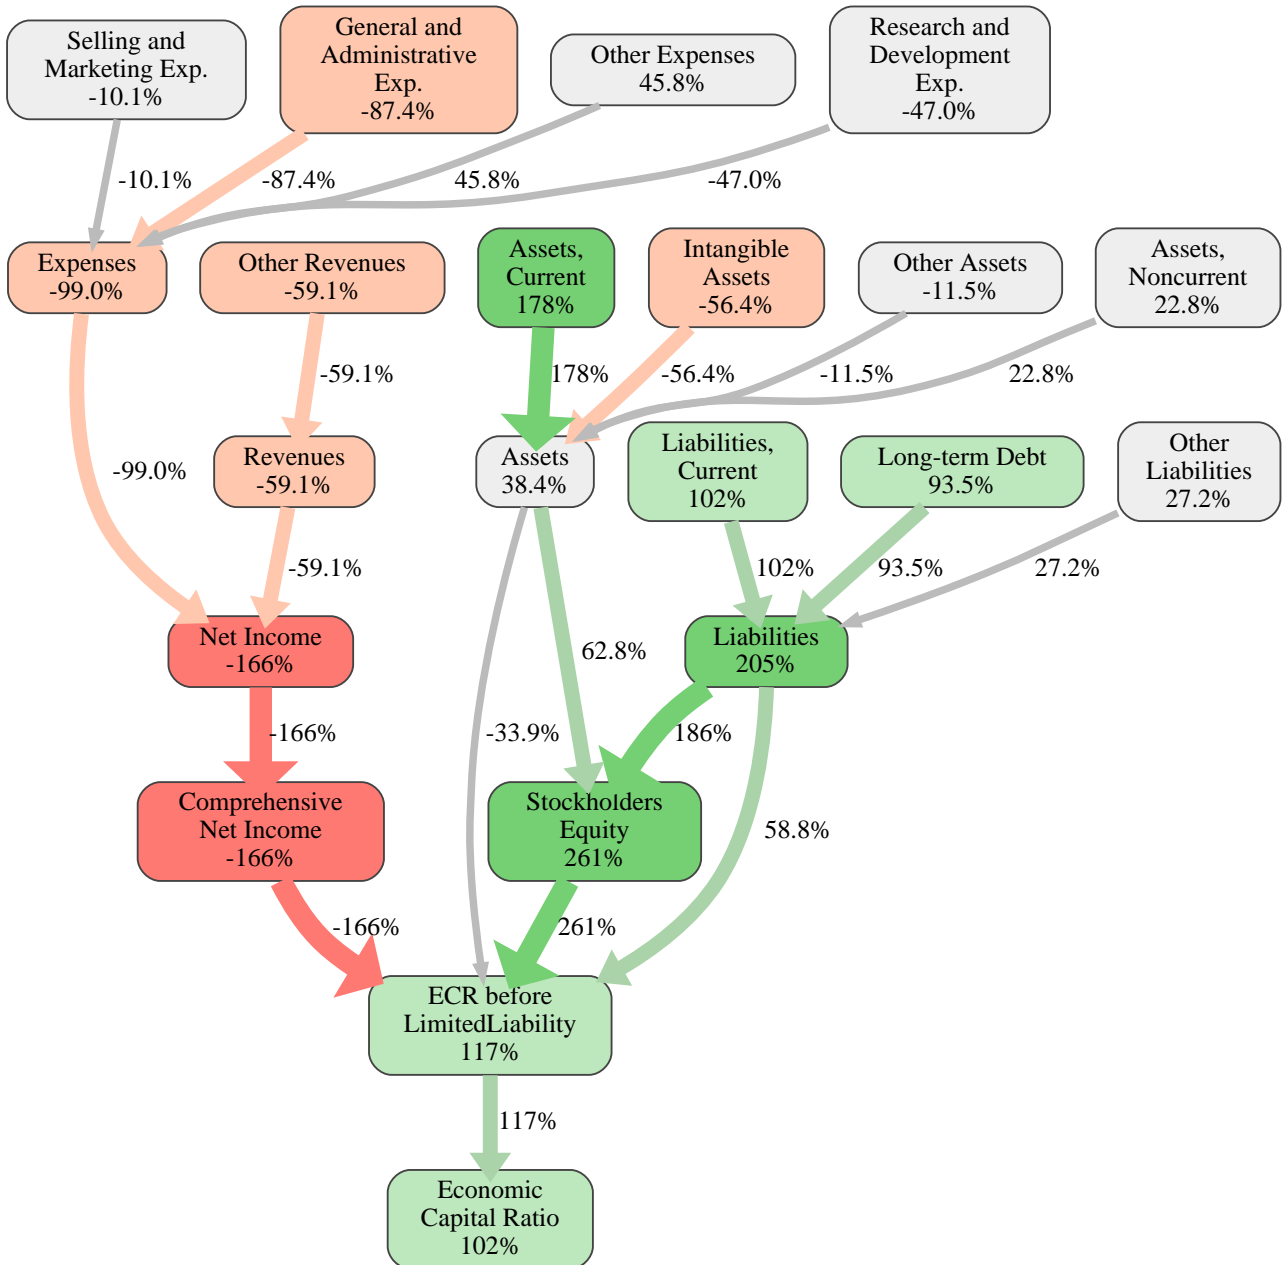 Selling and
Marketing Exp.
-10.1%
General and
Administrative
Exp.
-87.4%
Other Expenses
45.8%
Research and
Development
Exp.
-47.0%
-10.1%
-87.4%
45.8%
-47.0%
Expenses
-99.0%
Other Revenues
-59.1%
Assets,
Current
178%
Intangible
Assets
-56.4%
Other Assets
-11.5%
Assets,
Noncurrent
22.8%
-59.1%
178%
-56.4%
-11.5%
22.8%
-99.0%
Revenues
-59.1%
Assets
38.4%
Liabilities,
Current
102%
Long-term Debt
93.5%
Other
Liabilities
27.2%
-59.1%
102%
93.5%
27.2%
Net Income
-166%
62.8%
Liabilities
205%
-166%
-33.9%
186%
Comprehensive
Net Income
-166%
Stockholders
Equity
261%
58.8%
-166%
261%
ECR before
LimitedLiability
117%
117%
Economic
Capital Ratio
102%